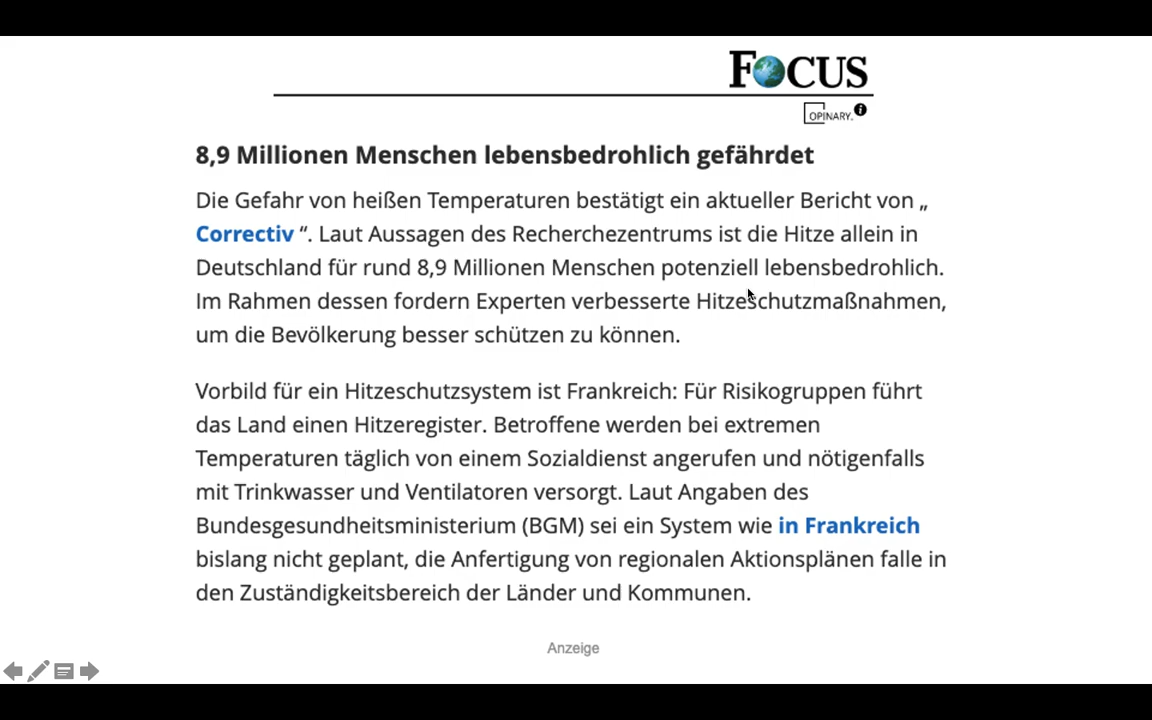 FOCUS
OPINARY.
8,9 Millionen Menschen lebensbedrohlich gefährdet
Die Gefahr von heißen Temperaturen bestätigt ein aktueller Bericht von „
Correctiv “. Laut Aussagen des Recherchezentrums ist die Hitze allein in
Deutschland für rund 8,9 Millionen Menschen potenziell lebensbedrohlich.
Im Rahmen dessen fordern Experten verbesserte Hitzeschutzmaßnahmen,
um die Bevölkerung besser schützen zu können.
Vorbild für ein Hitzeschutzsystem ist Frankreich: Für Risikogruppen führt
das Land einen Hitzeregister. Betroffene werden bei extremen
Temperaturen täglich von einem Sozialdienst angerufen und nötigenfalls
mit Trinkwasser und Ventilatoren versorgt. Laut Angaben des
Bundesgesundheitsministerium (BGM) sei ein System wie in Frankreich
bislang nicht geplant, die Anfertigung von regionalen Aktionsplänen falle in
den Zuständigkeitsbereich der Länder und Kommunen.
Anzeige